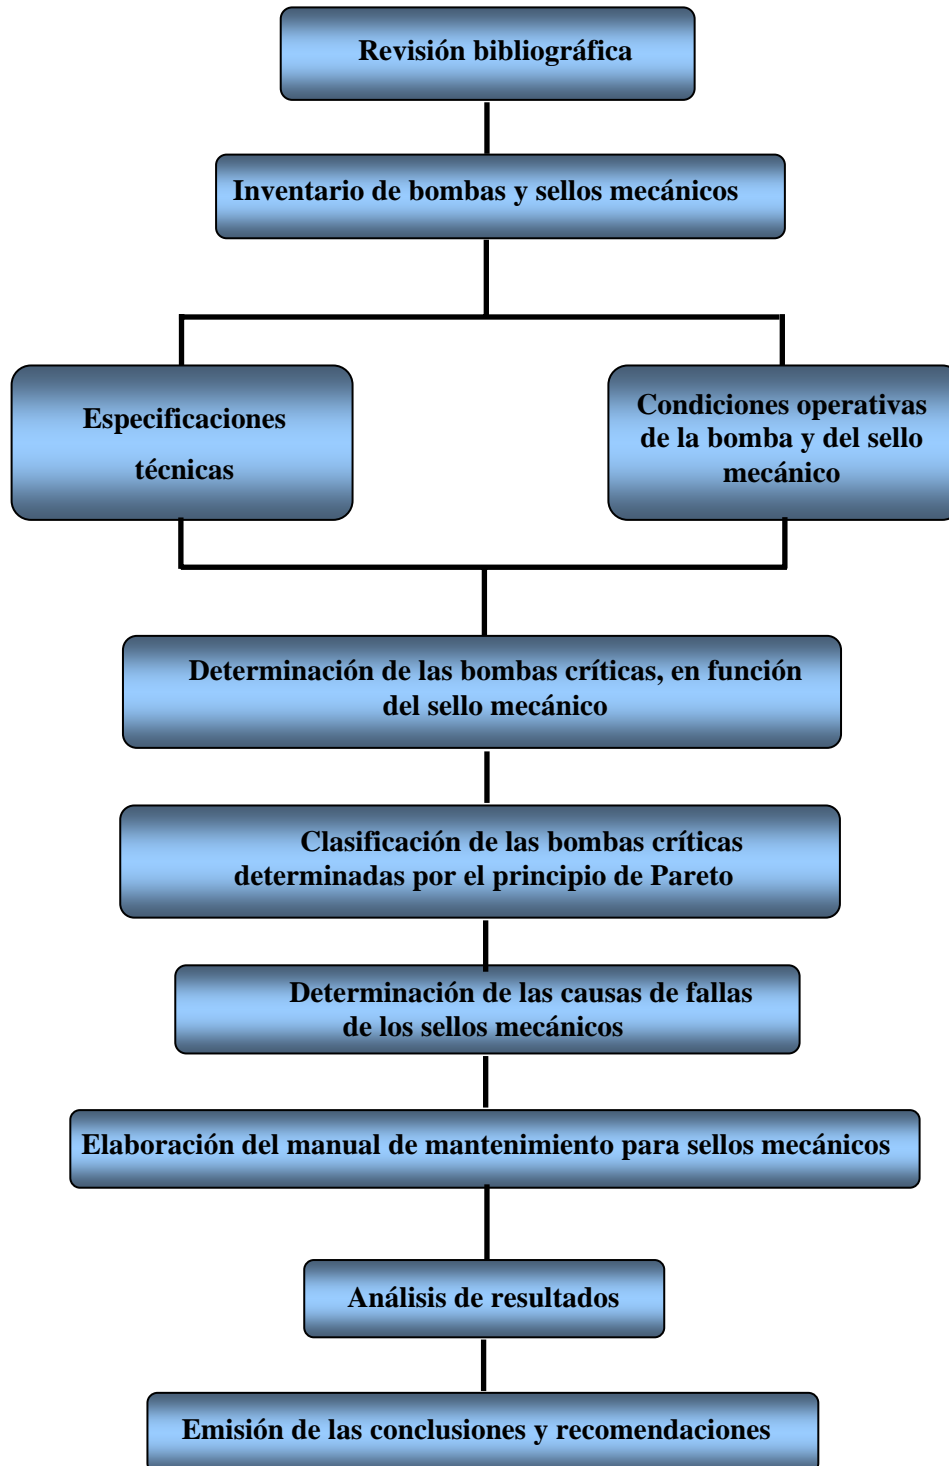 Revisión bibliográfica
Inventario de bombas y sellos mecánicos
Especificaciones
técnicas
Condiciones operativas
de la bomba y del sello
mecánico
Determinación de las bombas críticas, en función
del sello mecánico
Clasificación de las bombas críticas
determinadas por el principio de Pareto
Determinación de las causas de fallas
de los sellos mecánicos
Elaboración del manual de mantenimiento para sellos mecánicos
Análisis de resultados
Emisión de las conclusiones y recomendaciones